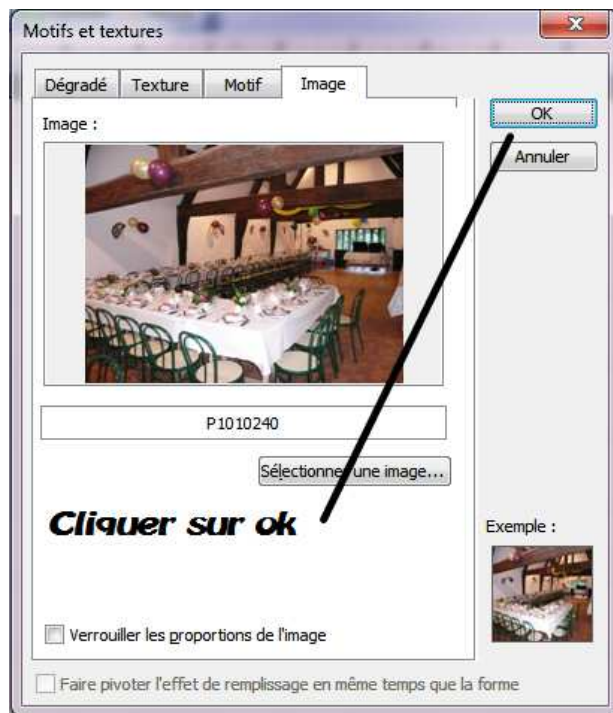 Motifs et textures
Dégradé Texture Motif Image
Image :
OK
Annuler
P1010240
Sélectionner une image...
Cliquer sur ok
Exemple :
Verrouiller les proportions de l'image
Faire pivoter l'effet de remplissage en même temps que la forme